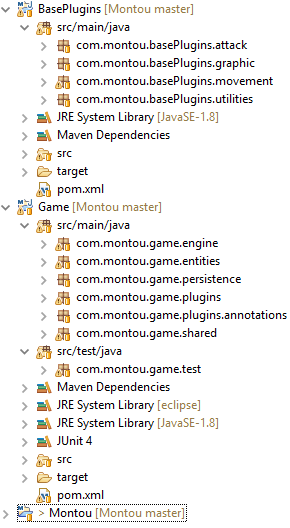 BasePlugins [Montou master]
src/main/java
com.montou.basePlugins.attack
com.montou.basePlugins.graphic
com.montou.basePlugins.movement
com.montou.basePlugins.utilities
JRE System Library [JavaSE-1.8]
Maven Dependencies
src
target
pom.xml
Game [Montou master]
src/main/java
com.montou.game.engine
com.montou.game.entities
com.montou.game.persistence
com.montou.game.plugins
com.montou.game.plugins.annotations
com.montou.game.shared
src/test/java
com.montou.game.test
Maven Dependencies
JRE System Library [eclipse]
JRE System Library [JavaSE-1.8]
JUnit 4
src
target
pom.xml
> Montou [Montou master]